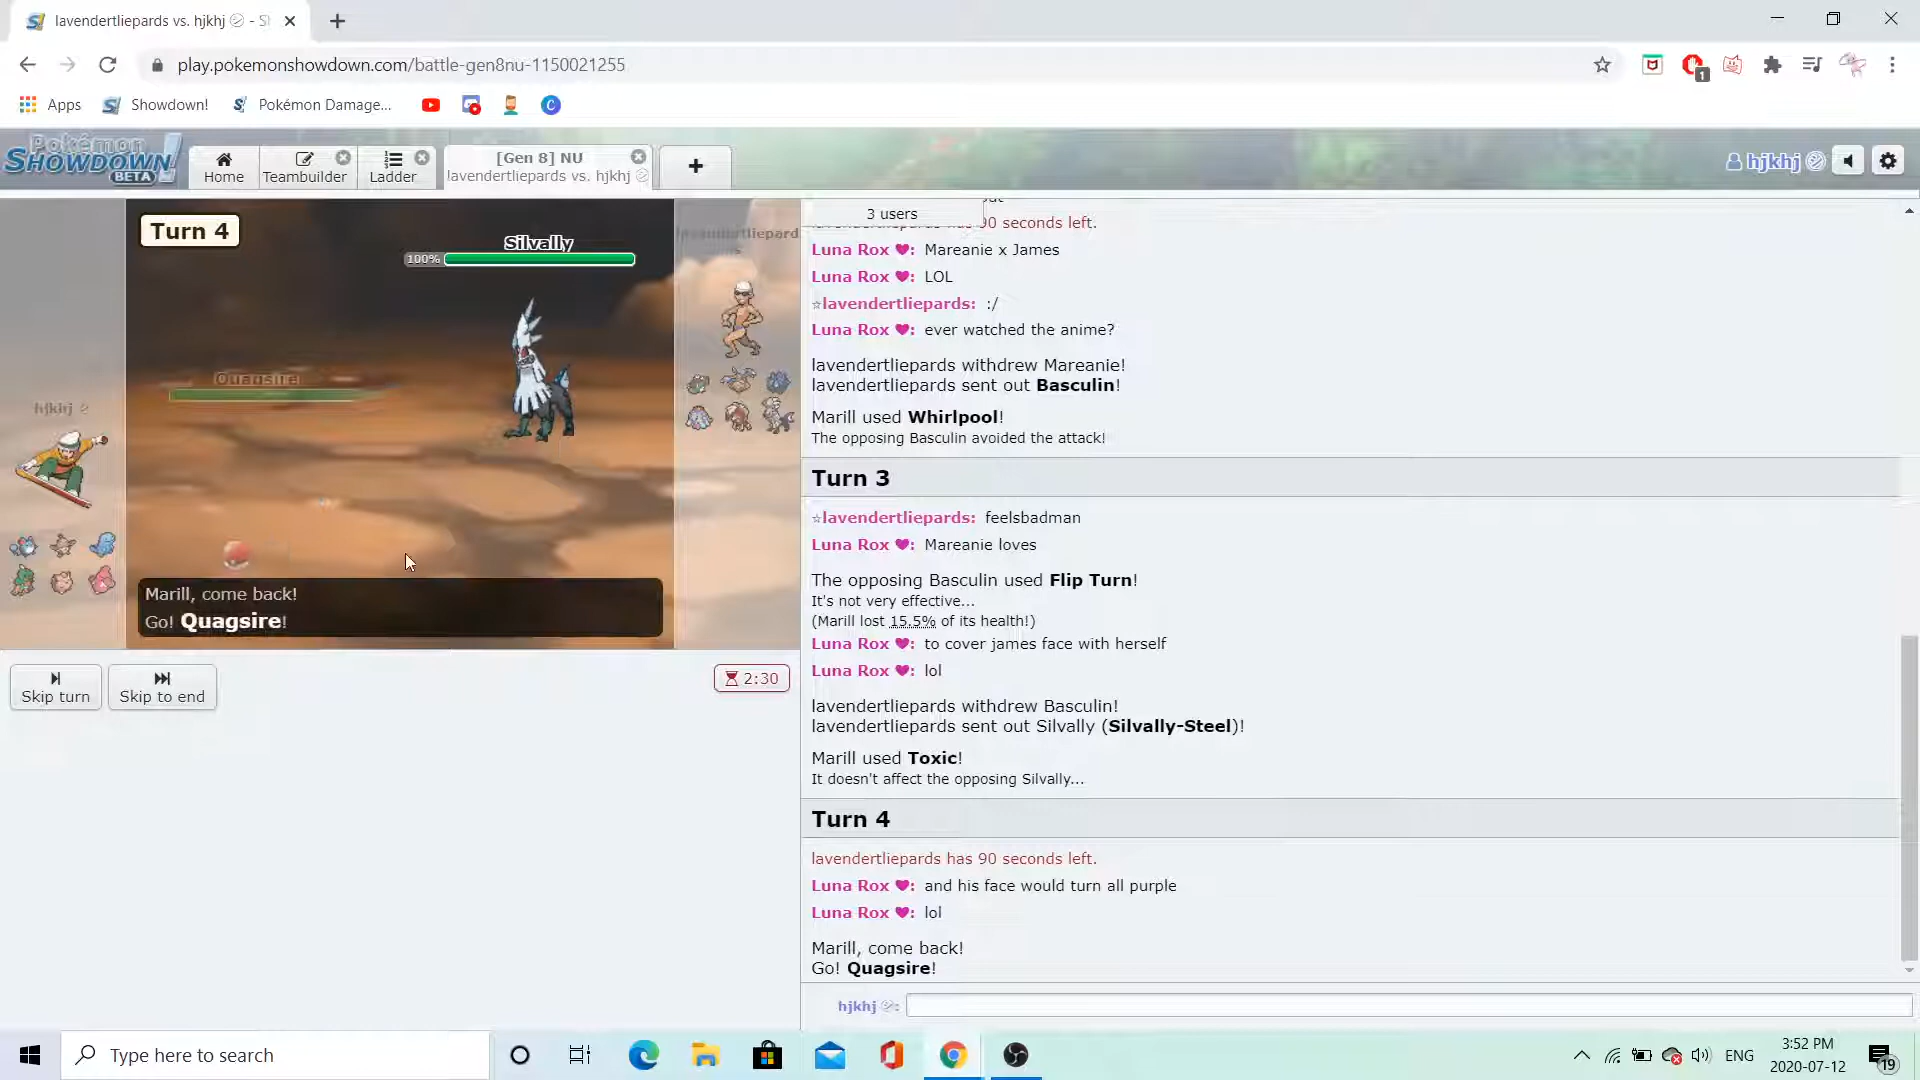 lavendertliepards vs. hjkhj
play.pokemonshowdown.com/battle-gen8nu-1150021255
1
Apps
Showdown!
Pokémon Damage...
Pokémon
SHOWDOWN!
BETA
Home
Teambuilder
Ladder
[Gen 8] NU
lavendertliepards vs. hjkhj
hjkhj
Turn 4
Silvally
100%
Quagsire
hjkhj
Marill, come back!
Go! Quagsire!
Skip turn
Skip to end
2:30
3 users
90 seconds left.
Luna Rox ♥: Mareanie x James
Luna Rox ♥: LOL
☆lavendertliepards: :/
Luna Rox ♥: ever watched the anime?
lavendertliepards withdrew Mareanie!
lavendertliepards sent out Basculin!
Marill used Whirlpool!
The opposing Basculin avoided the attack!
Turn 3
☆lavendertliepards: feelsbadman
Luna Rox ♥: Mareanie loves
The opposing Basculin used Flip Turn!
It's not very effective...
(Marill lost 15.5% of its health!)
Luna Rox ♥: to cover james face with herself
Luna Rox ♥: lol
lavendertliepards withdrew Basculin!
lavendertliepards sent out Silvally (Silvally-Steel)!
Marill used Toxic!
It doesn't affect the opposing Silvally...
Turn 4
lavendertliepards has 90 seconds left.
Luna Rox ♥: and his face would turn all purple
Luna Rox ♥: lol
Marill, come back!
Go! Quagsire!
hjkhj :
Type here to search
ENG
3:52 PM
2020-07-12
19